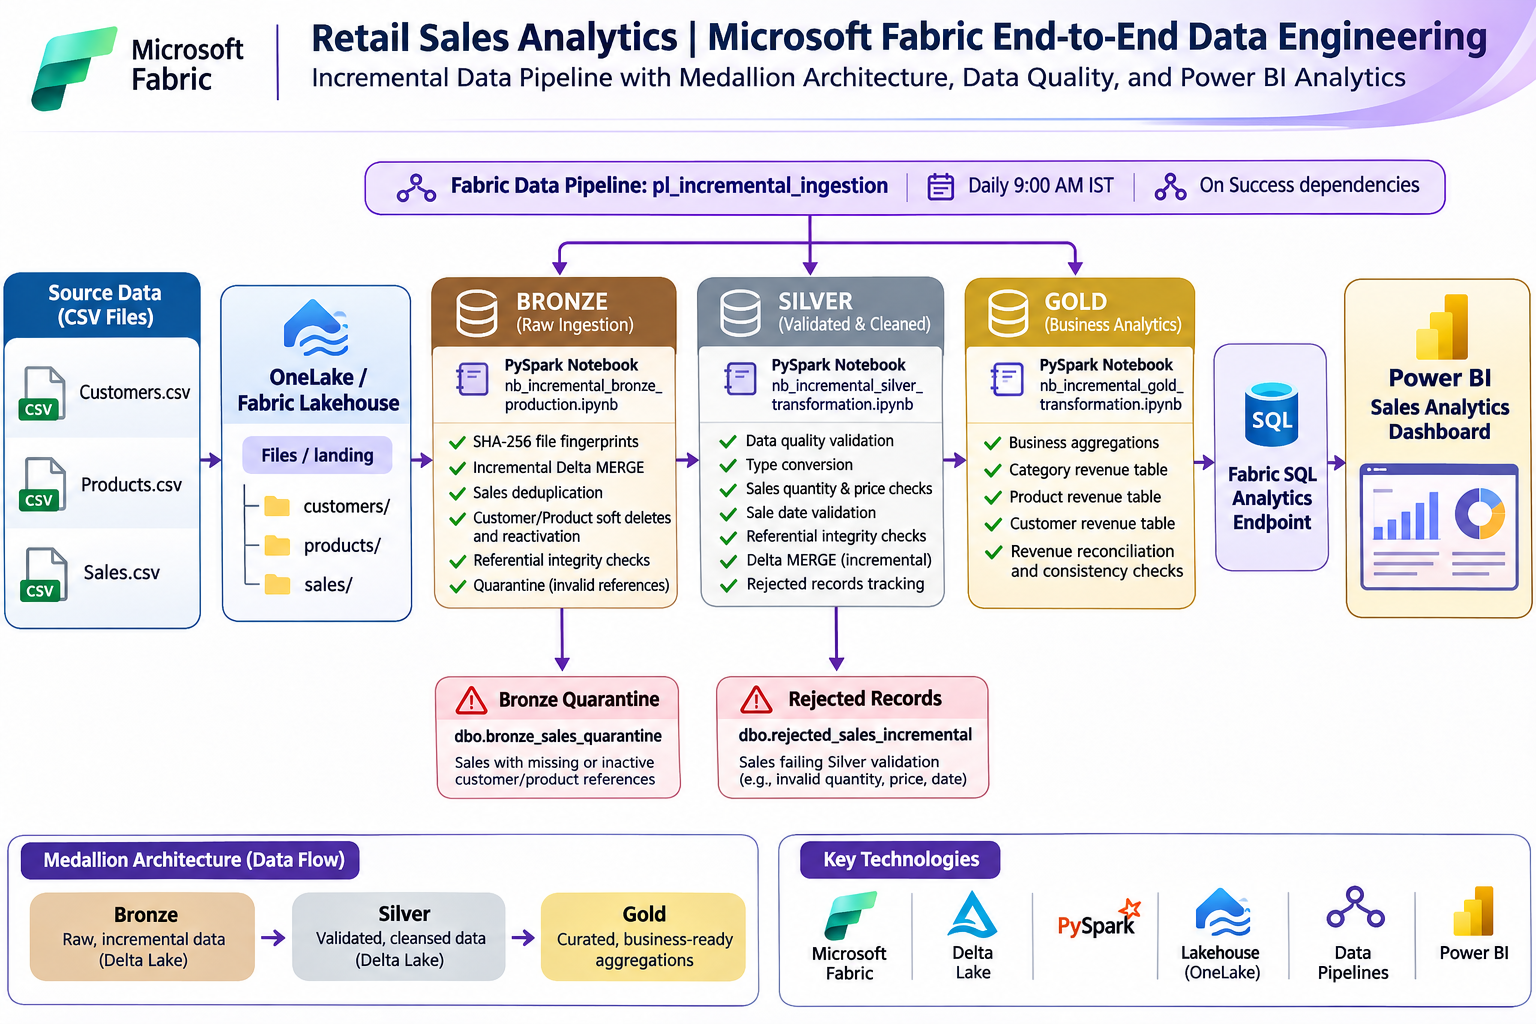 Microsoft
Fabric
Retail Sales Analytics | Microsoft Fabric End-to-End Data Engineering
Incremental Data Pipeline with Medallion Architecture, Data Quality, and Power BI Analytics
Fabric Data Pipeline: pl_incremental_ingestion
Daily 9:00 AM IST
On Success dependencies
Source Data
(CSV Files)
CSV
Customers.csv
CSV
Products.csv
CSV
Sales.csv
OneLake /
Fabric Lakehouse
Files / landing
customers/
products/
sales/
BRONZE
(Raw Ingestion)
PySpark Notebook
nb_incremental_bronze_
production.ipynb
SHA-256 file fingerprints
Incremental Delta MERGE
Sales deduplication
Customer/Product soft deletes
and reactivation
Referential integrity checks
Quarantine (invalid references)
SILVER
(Validated & Cleaned)
PySpark Notebook
nb_incremental_silver_
transformation.ipynb
Data quality validation
Type conversion
Sales quantity & price checks
Sale date validation
Referential integrity checks
Delta MERGE (incremental)
Rejected records tracking
GOLD
(Business Analytics)
PySpark Notebook
nb_incremental_gold_
transformation.ipynb
Business aggregations
Category revenue table
Product revenue table
Customer revenue table
Revenue reconciliation
and consistency checks
SQL
Fabric SQL
Analytics
Endpoint
Power BI
Sales Analytics
Dashboard
Bronze Quarantine
dbo.bronze_sales_quarantine
Sales with missing or inactive
customer/product references
Rejected Records
dbo.rejected_sales_incremental
Sales failing Silver validation
(e.g., invalid quantity, price, date)
Medallion Architecture (Data Flow)
Bronze
Raw, incremental data
(Delta Lake)
Silver
Validated, cleansed data
(Delta Lake)
Gold
Curated, business-ready
aggregations
Key Technologies
Microsoft
Fabric
Delta
Lake
PySpark
Lakehouse
(OneLake)
Data
Pipelines
Power BI